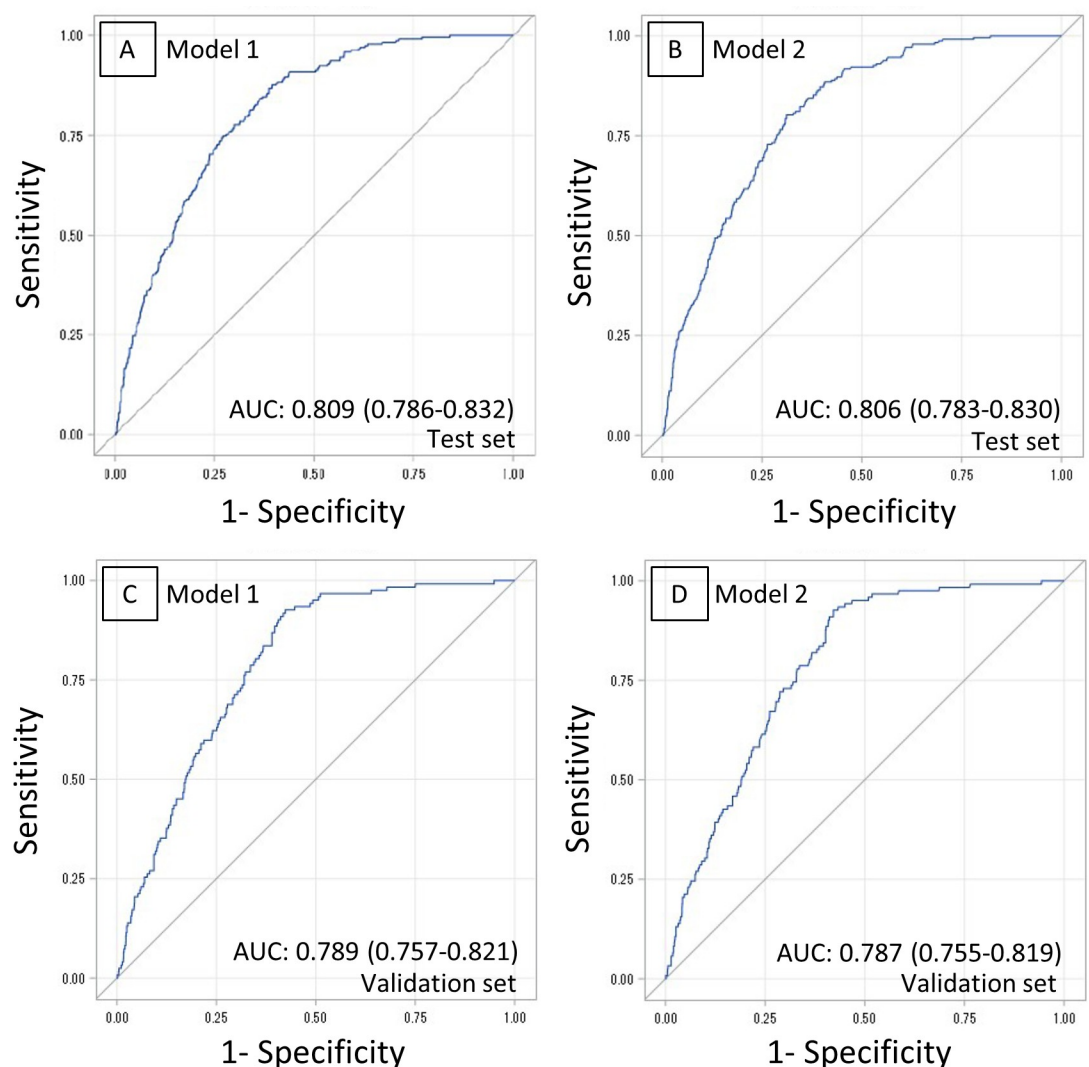 A Model 1
1.00
0.75
0.50
0.25
0.00
Sensitivity
AUC: 0.809 (0.786-0.832)
Test set
0.00 0.25 0.50 0.75 1.00
1- Specificity
B Model 2
1.00
0.75
0.50
0.25
0.00
Sensitivity
AUC: 0.806 (0.783-0.830)
Test set
0.00 0.25 0.50 0.75 1.00
1- Specificity
C Model 1
1.00
0.75
0.50
0.25
0.00
Sensitivity
AUC: 0.789 (0.757-0.821)
Validation set
0.00 0.25 0.50 0.75 1.00
1- Specificity
D Model 2
1.00
0.75
0.50
0.25
0.00
Sensitivity
AUC: 0.787 (0.755-0.819)
Validation set
0.00 0.25 0.50 0.75 1.00
1- Specificity